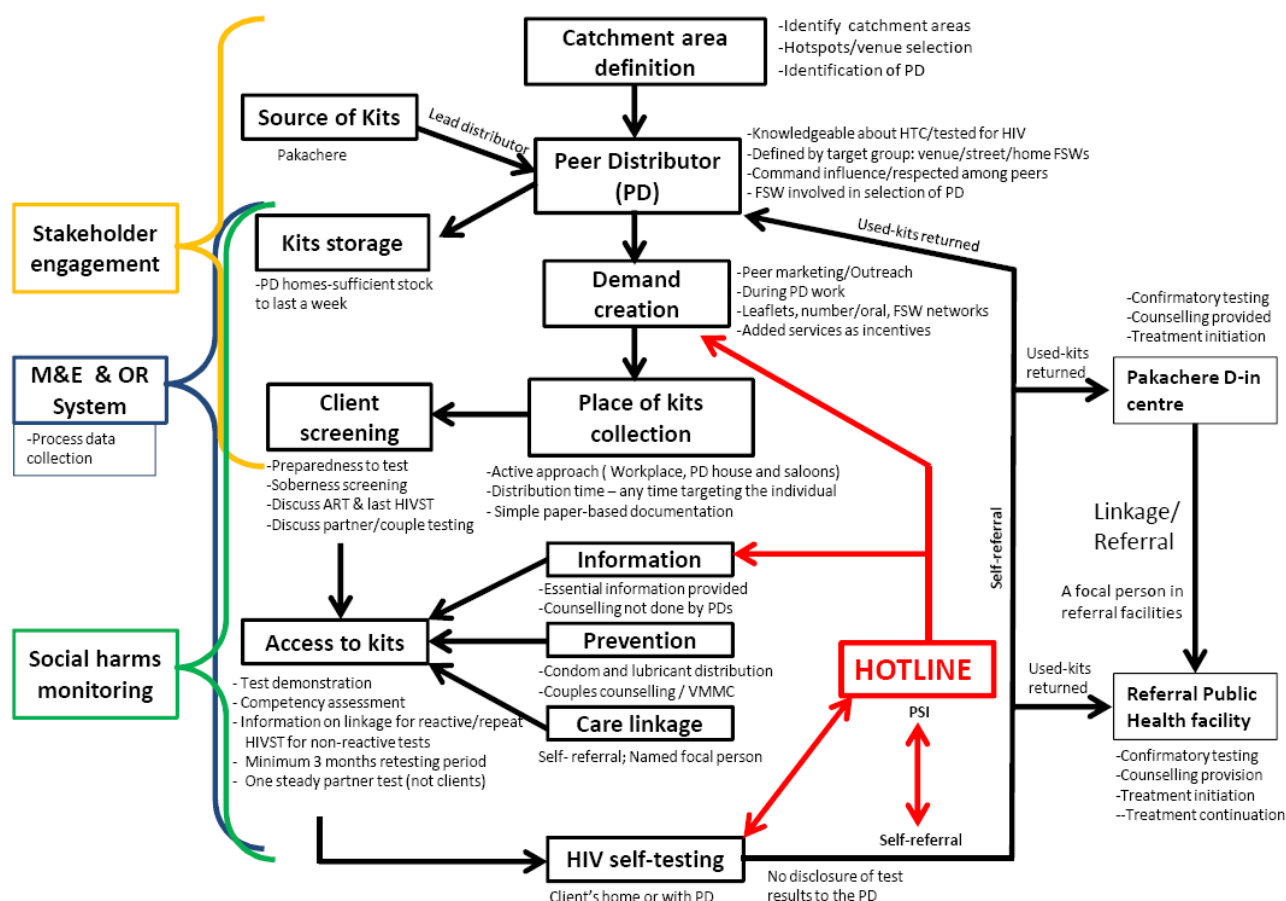 Catchment area
definition
-Identify catchment areas
-Hotspots/venue selection
-Identification of PD
Source of Kits
Pakachere
Lead distributor
Peer Distributor
(PD)
-Knowledgeable about HTC/tested for HIV
-Defined by target group: venue/street/home FSWs
-Command influence/respected among peers
- FSW involved in selection of PD
Used-kits returned
Stakeholder
engagement
Kits storage
-PD homes-sufficient stock
to last a week
Demand
creation
-Peer marketing/Outreach
-During PD work
-Leaflets, number/oral, FSW networks
-Added services as incentives
-Confirmatory testing
-Counselling provided
-Treatment initiation
Used-kits
returned
Pakachere D-in
centre
M&E & OR
System
-Process data
collection
Client
screening
-Preparedness to test
-Soberness screening
-Discuss ART & last HIVST
-Discuss partner/couple testing
Place of kits
collection
-Active approach ( Workplace, PD house and saloons)
-Distribution time – any time targeting the individual
- Simple paper-based documentation
Self-referral
Linkage/
Referral
A focal person in
referral facilities
Information
-Essential information provided
-Counselling not done by PDs
Social harms
monitoring
Access to kits
- Test demonstration
- Competency assessment
- Information on linkage for reactive/repeat
HIVST for non-reactive tests
- Minimum 3 months retesting period
- One steady partner test (not clients)
Prevention
-Condom and lubricant distribution
-Couples counselling / VMMC
Care linkage
Self- referral; Named focal person
HOTLINE
PSI
Self-referral
Used-kits
returned
Referral Public
Health facility
-Confirmatory testing
-Counselling provision
-Treatment initiation
--Treatment continuation
HIV self-testing
Client's home or with PD
No disclosure of test
results to the PD